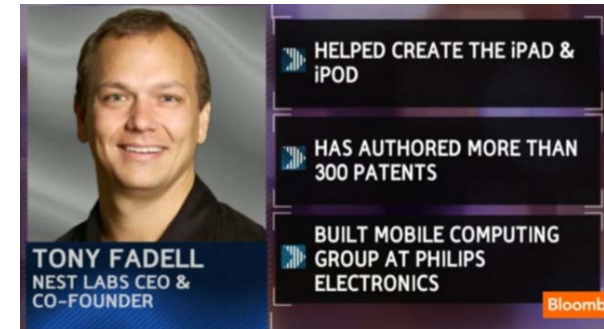 TONY FADELL
NEST LABS CEO &
CO-FOUNDER
HELPED CREATE THE iPAD &
iPOD
HAS AUTHORED MORE THAN
300 PATENTS
BUILT MOBILE COMPUTING
GROUP AT PHILIPS
ELECTRONICS
Bloomb